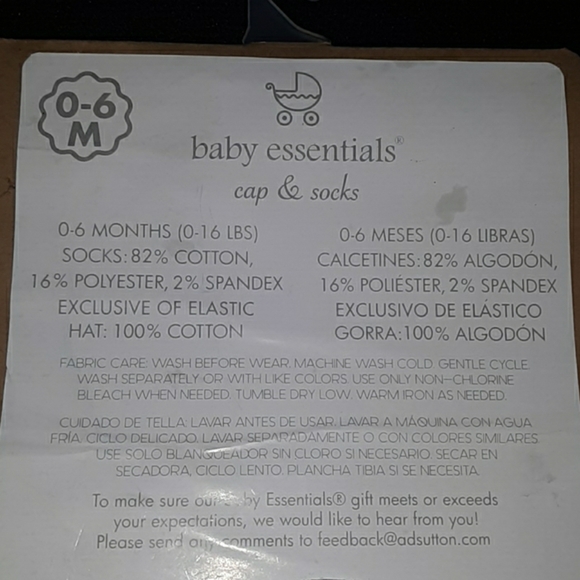 0-6
M
baby essentials®
cap & socks
0-6 MONTHS (0-16 LBS)
SOCKS: 82% COTTON,
16% POLYESTER, 2% SPANDEX
EXCLUSIVE OF ELASTIC
HAT: 100% COTTON
0-6 MESES (0-16 LIBRAS)
CALCETINES: 82% ALGODÓN,
16% POLIÉSTER, 2% SPANDEX
EXCLUSIVO DE ELÁSTICO
GORRA: 100% ALGODÓN
FABRIC CARE: WASH BEFORE WEAR. MACHINE WASH COLD. GENTLE CYCLE.
WASH SEPARATELY OR WITH LIKE COLORS. USE ONLY NON-CHLORINE
BLEACH WHEN NEEDED. TUMBLE DRY LOW. WARM IRON AS NEEDED.
CUIDADO DE TELLA: LAVAR ANTES DE USAR. LAVAR A MÁQUINA CON AGUA
FRÍA. CICLO DELICADO. LAVAR SEPARADAMENTE O CON COLORES SIMILARES.
USE SOLO BLANQUEADOR SIN CLORO SI NECESARIO. SECAR EN
SECADORA, CICLO LENTO. PLANCHA TIBIA SI SE NECESITA.
To make sure our Baby Essentials® gift meets or exceeds
your expectations, we would like to hear from you!
Please send any comments to feedback@adsutton.com